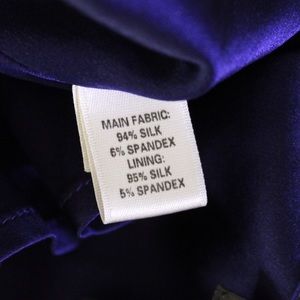 MAIN FABRIC:
94% SILK
6% SPANDEX
LINING:
95% SILK
5% SPANDEX